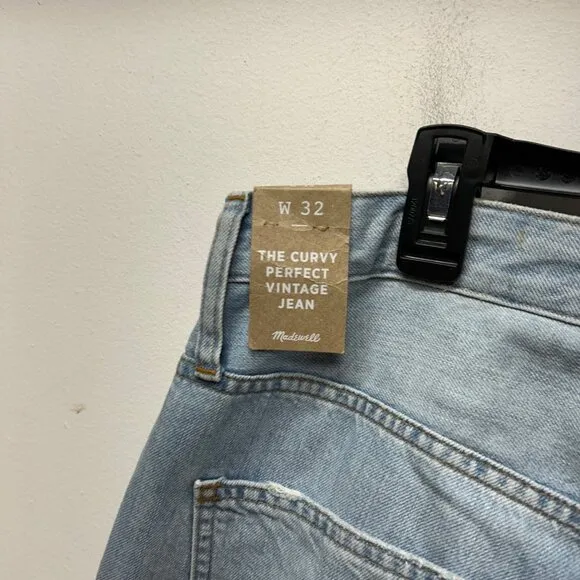 W 32
THE CURVY
PERFECT
VINTAGE
JEAN
Madewell